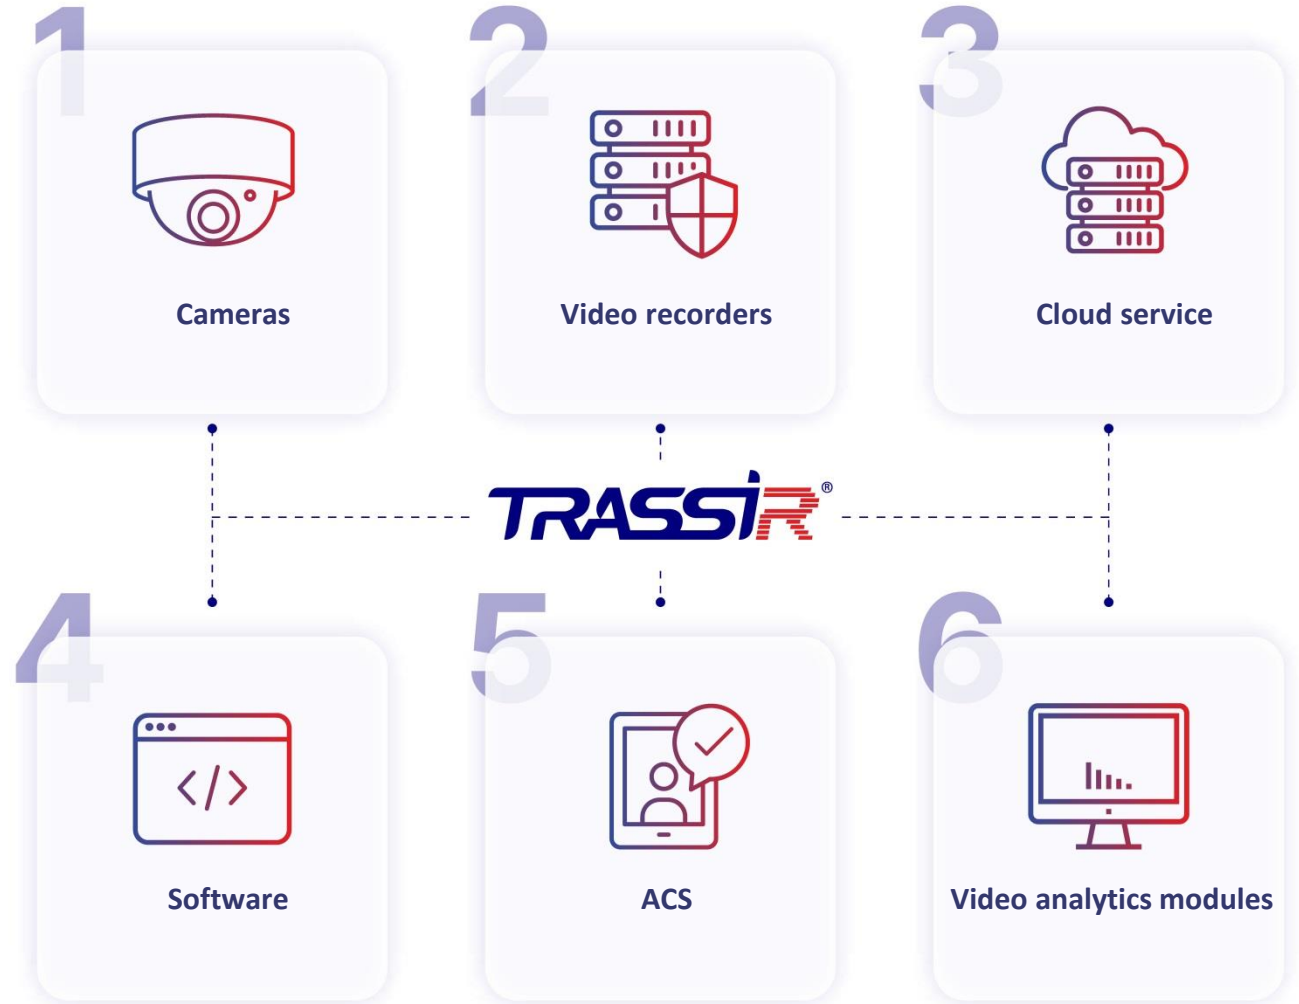 1
2
3
Cameras
Video recorders
Cloud service
TRASSIR®
4
5
6
</>
Software
ACS
Video analytics modules